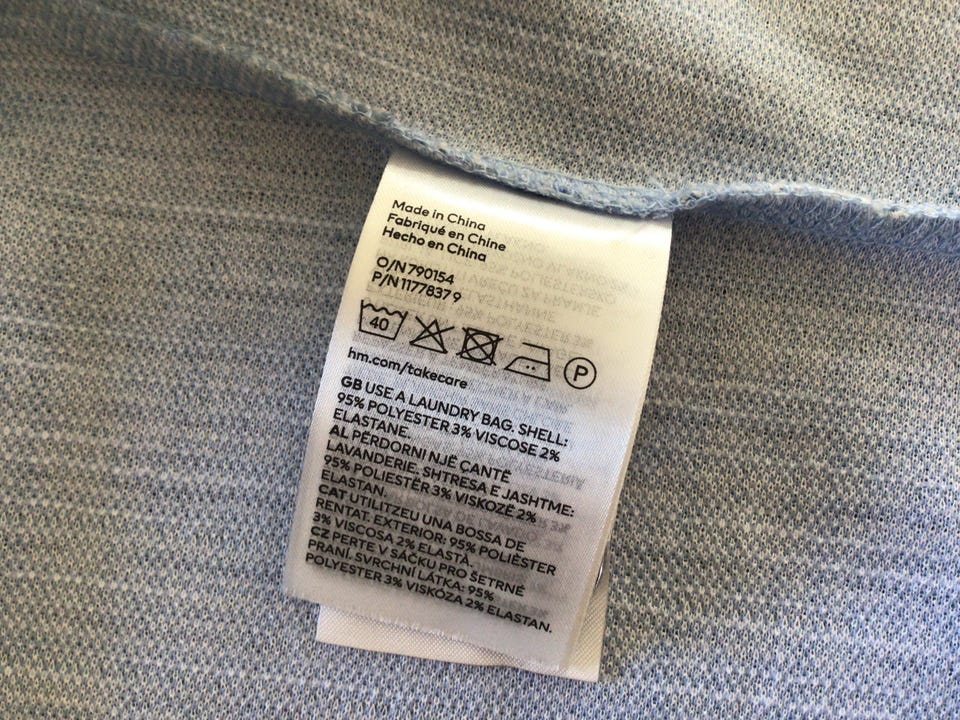 Made in China
Fabriqué en Chine
Hecho en China
O/N 790154
P/N 1177837 9
40
P
hm.com/takecare
GB USE A LAUNDRY BAG. SHELL:
95% POLYESTER 3% VISCOSE 2%
ELASTANE.
AL PËRDORNI NJË ÇANTË
LAVANDERIE. SHTRESA E JASHTME:
95% POLIESTËR 3% VISKOZË 2%
ELASTAN.
CAT UTILITZEU UNA BOSSA DE
RENTAT. EXTERIOR: 95% POLIÈSTER
3% VISCOSA 2% ELASTÀ.
CZ PERTE V SÁČKU PRO ŠETRNÉ
PRANÍ. SVRCHNÍ LÁTKA: 95%
POLYESTER 3% VISKÓZA 2% ELASTAN.